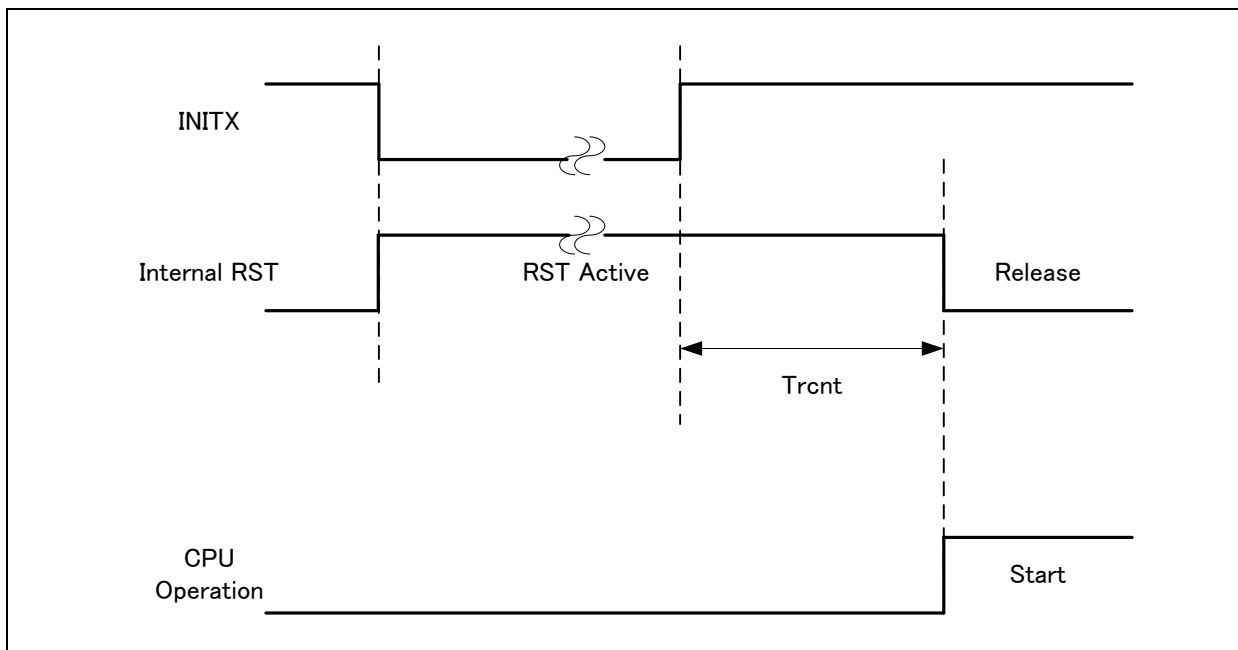 INITX
Internal RST
RST Active
Release
Trcnt
CPU
Operation
Start